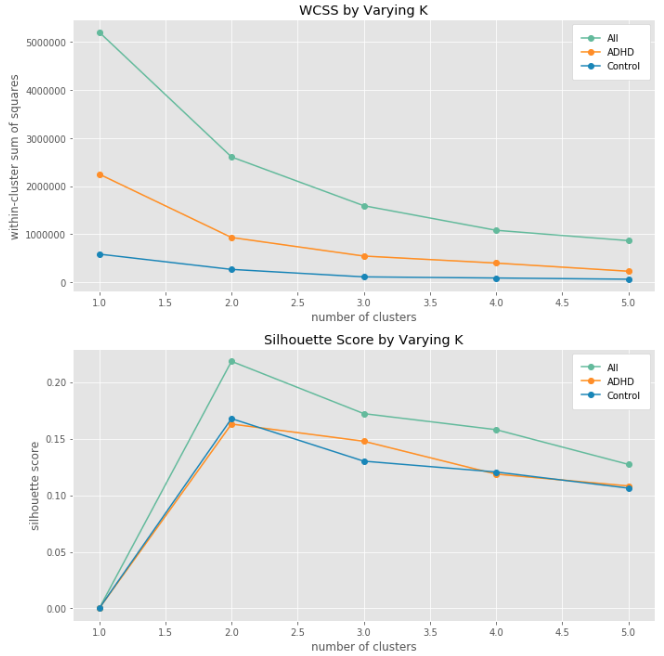 WCSS by Varying K
All
ADHD
Control
within-cluster sum of squares
5000000
4000000
3000000
2000000
1000000
0
1.0 1.5 2.0 2.5 3.0 3.5 4.0 4.5 5.0
number of clusters
Silhouette Score by Varying K
All
ADHD
Control
silhouette score
0.20
0.15
0.10
0.05
0.00
1.0 1.5 2.0 2.5 3.0 3.5 4.0 4.5 5.0
number of clusters